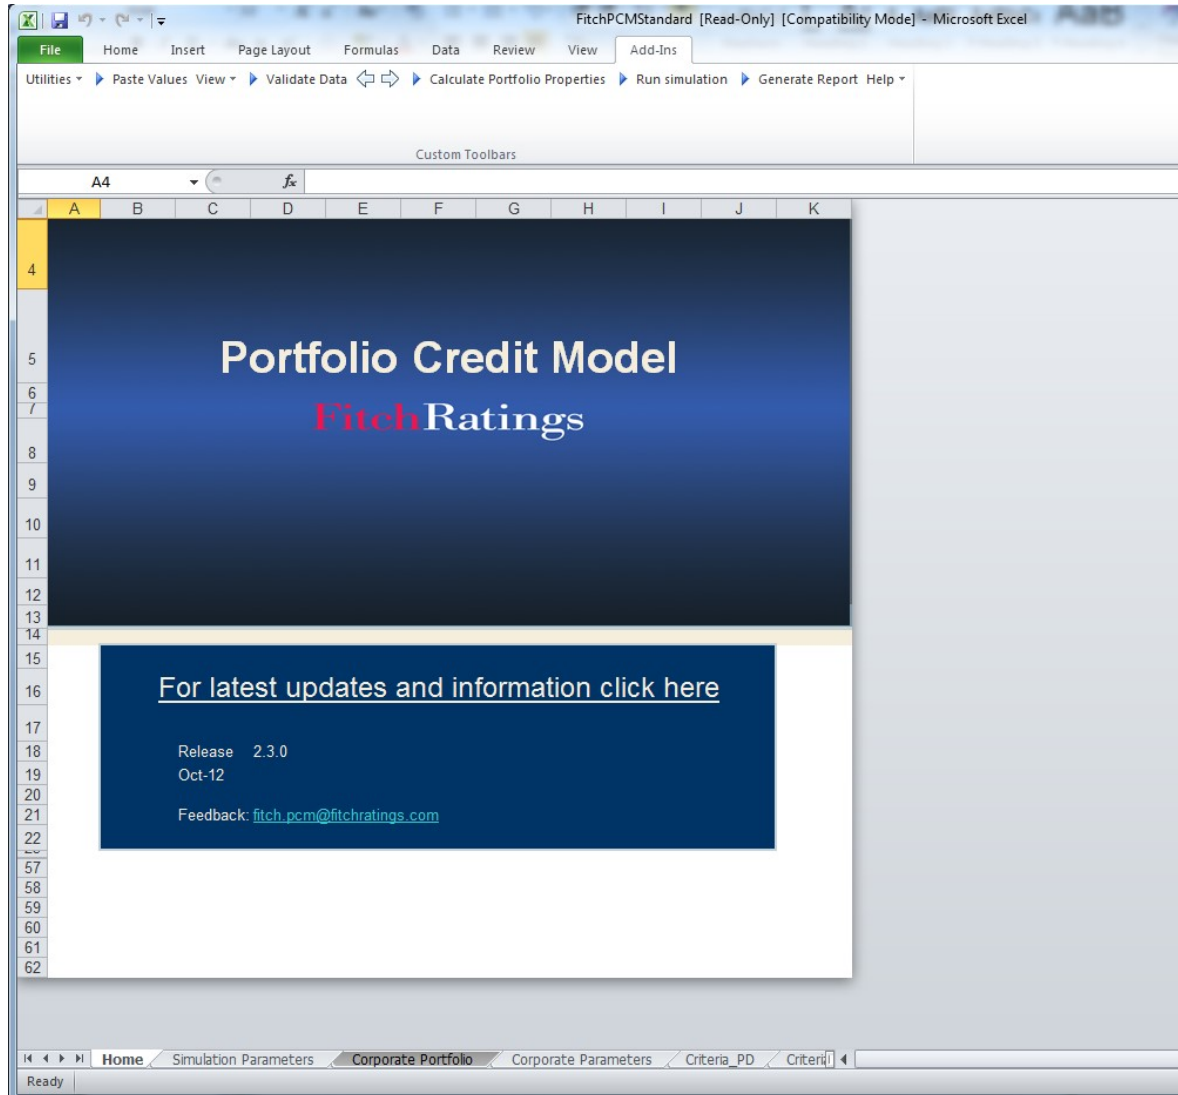 FitchPCMStandard [Read-Only] [Compatibility Mode] - Microsoft Excel
File Home Insert Page Layout Formulas Data Review View Add-Ins
Utilities Paste Values View Validate Data Calculate Portfolio Properties Run simulation Generate Report Help
Custom Toolbars
A4 fx
A B C D E F G H I J K
4
5 Portfolio Credit Model
6
7 FitchRatings
8
9
10
11
12
13
14
15
16 For latest updates and information click here
17
18 Release 2.3.0
19 Oct-12
20
21 Feedback: fitch.pcm@fitchratings.com
22
57
58
59
60
61
62
Home Simulation Parameters Corporate Portfolio Corporate Parameters Criteria_PD
Ready